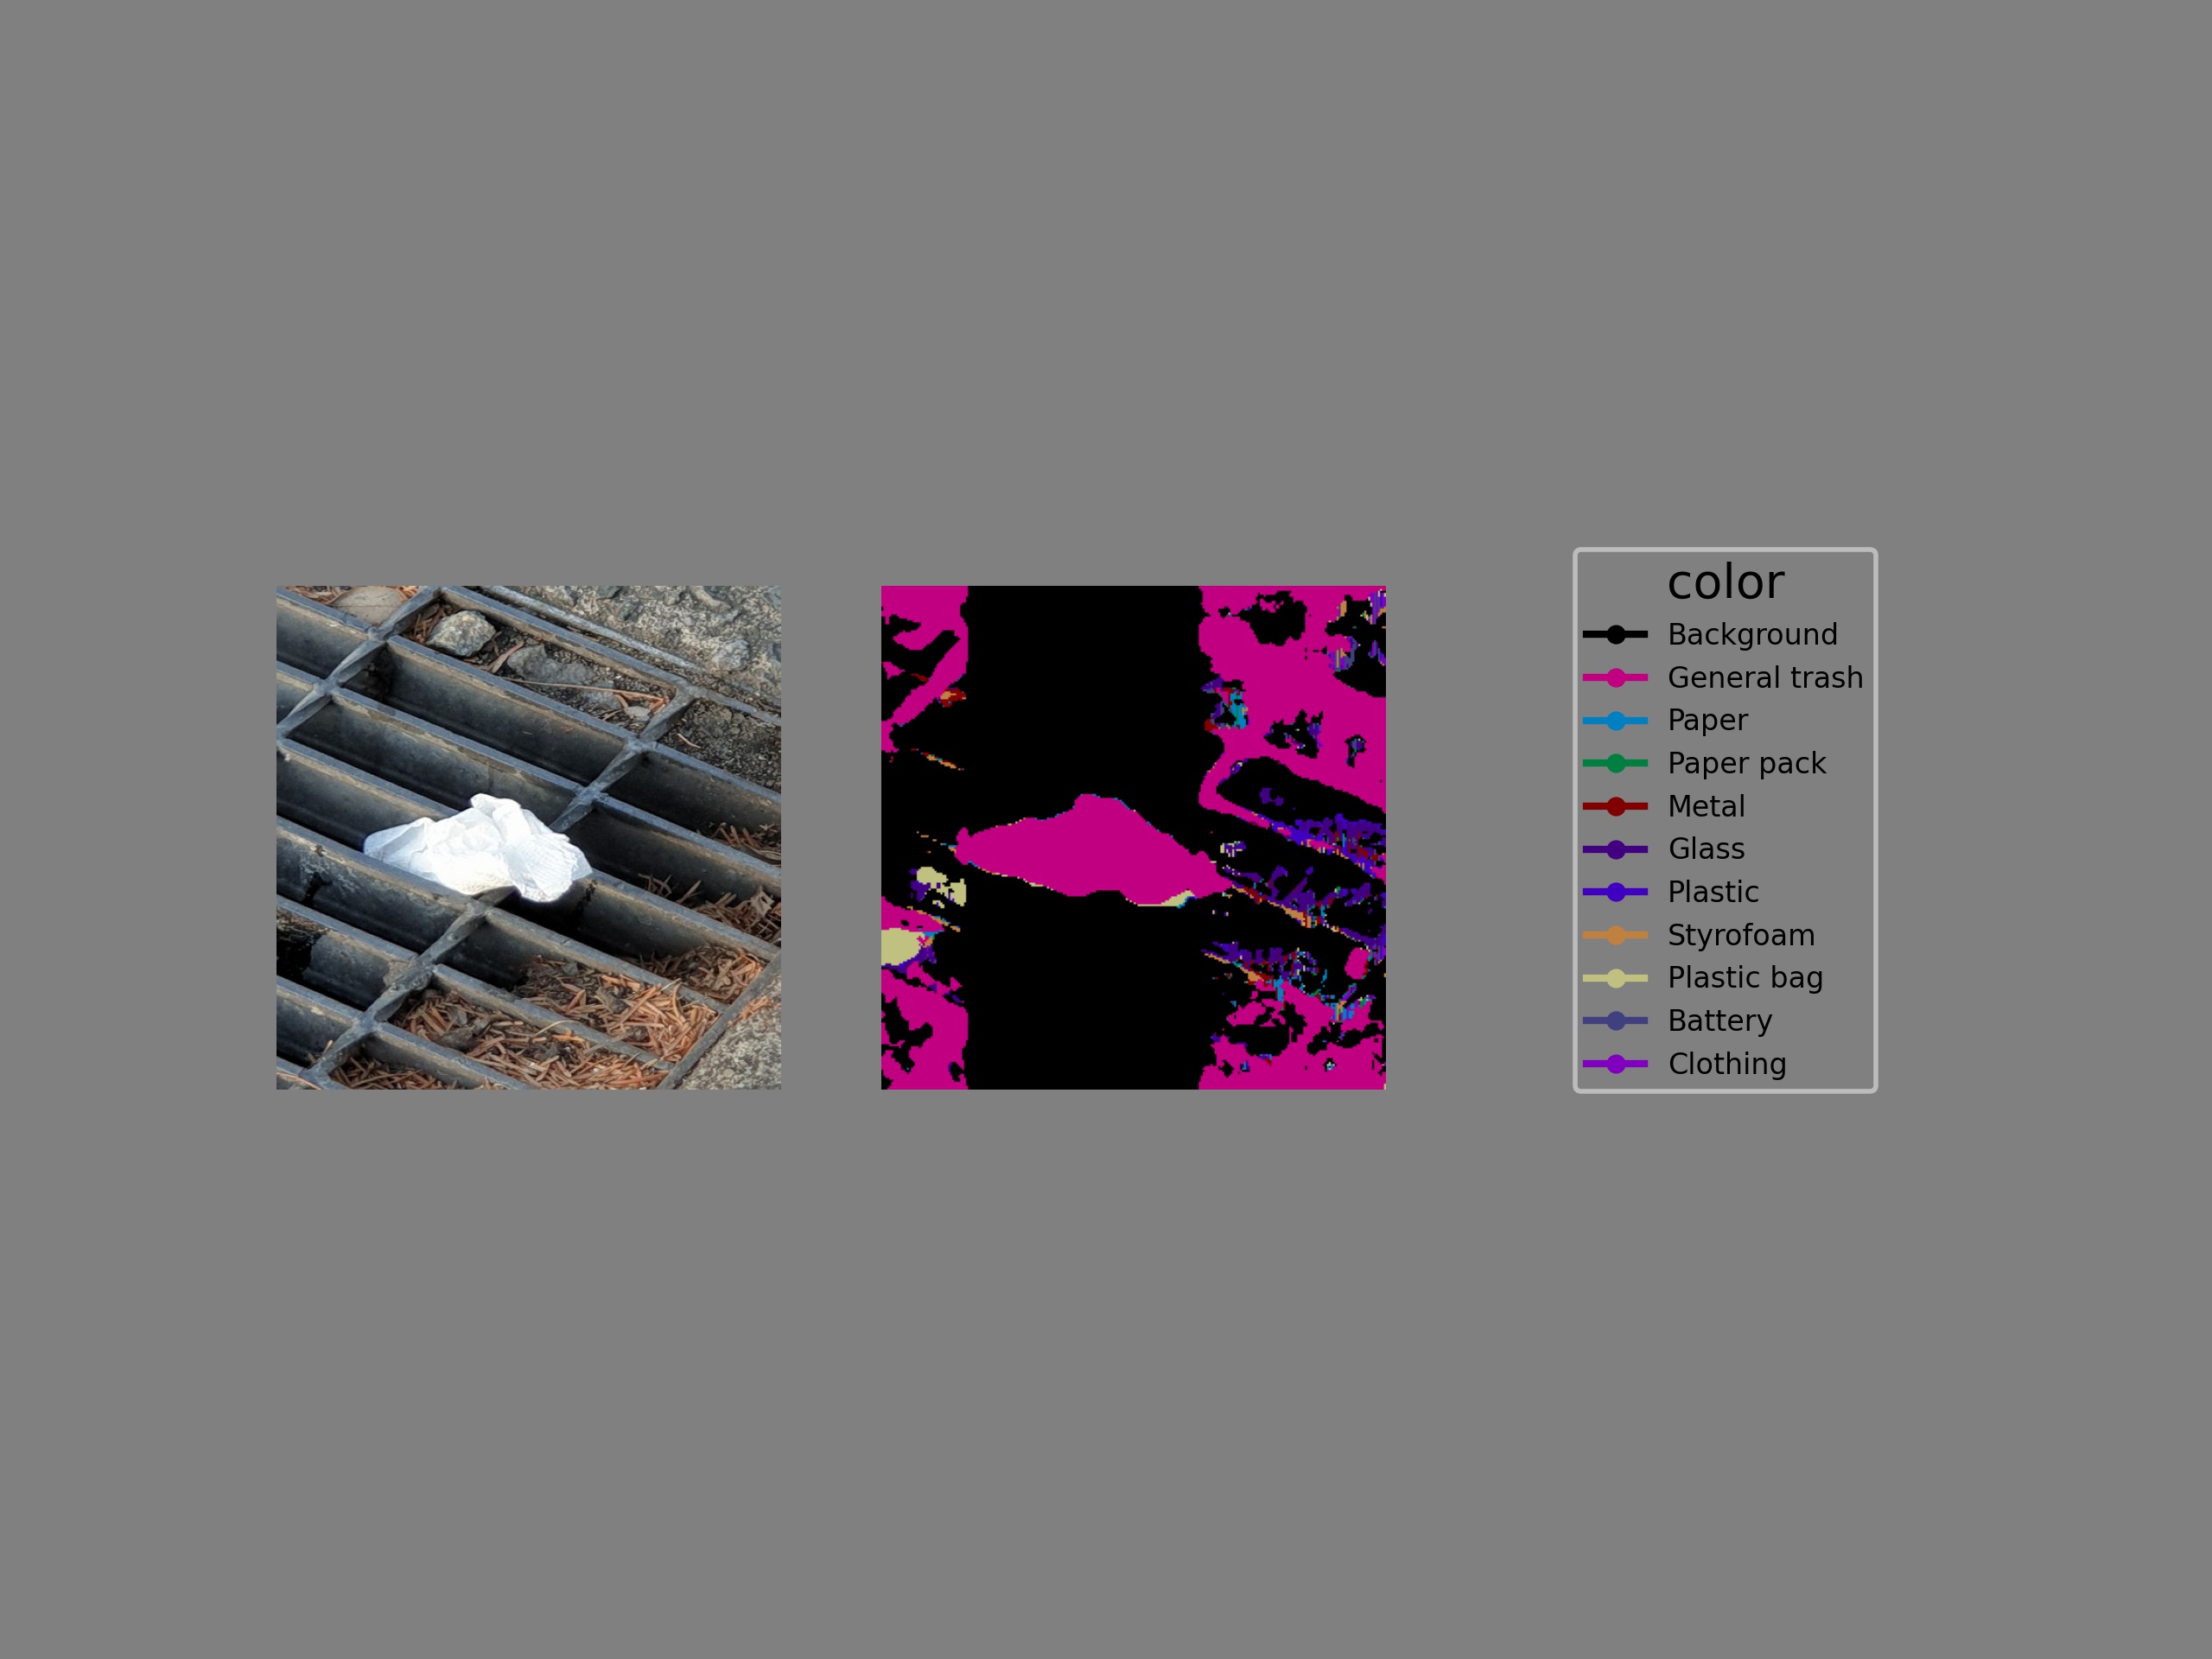 color
Background
General trash
Paper
Paper pack
Metal
Glass
Plastic
Styrofoam
Plastic bag
Battery
Clothing